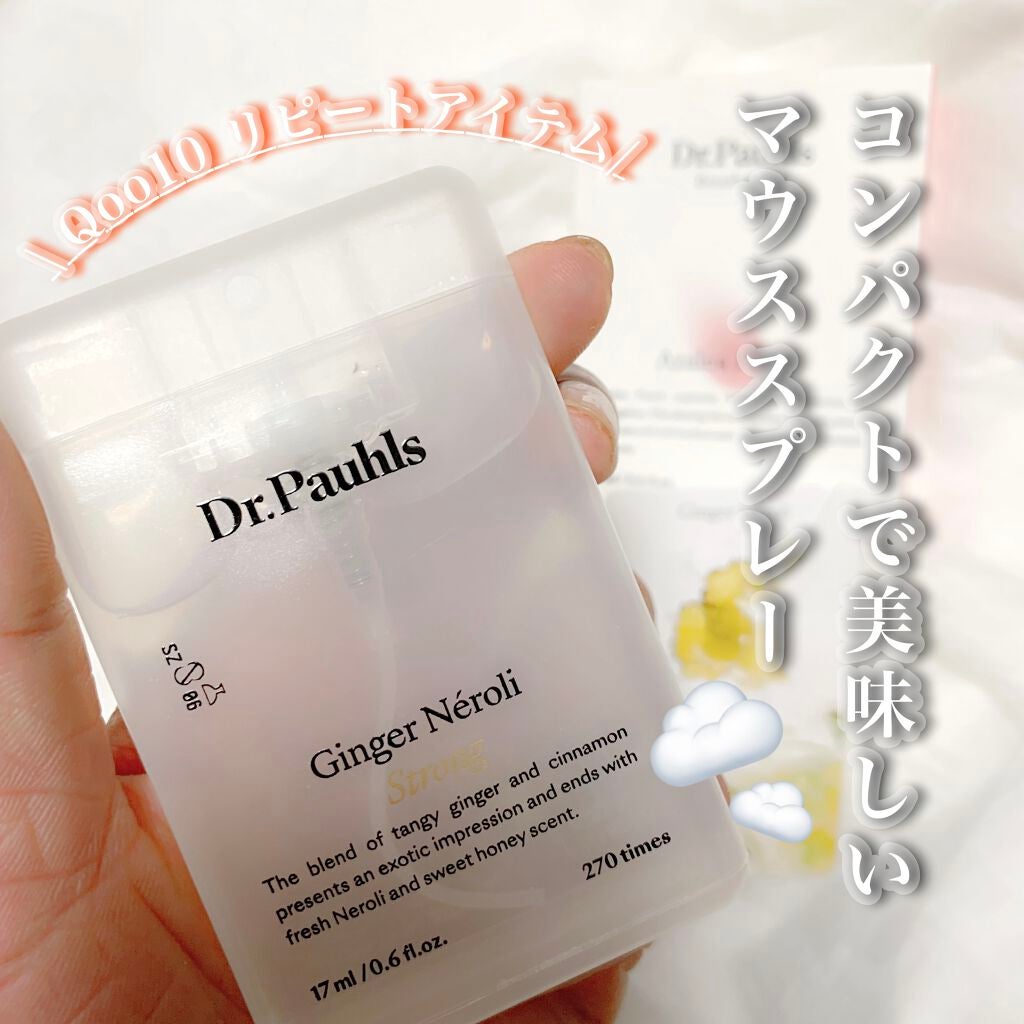 \ Qoo10 リピートアイテム /
コンパクトで美味しい
マウススプレー
Dr.Pauhls
Dr.Pauhls
Ginger Néroli
Strong
The blend of tangy ginger and cinnamon
presents an exotic impression and ends with
fresh Neroli and sweet honey scent.
270 times
17 ml / 0.6 fl.oz.